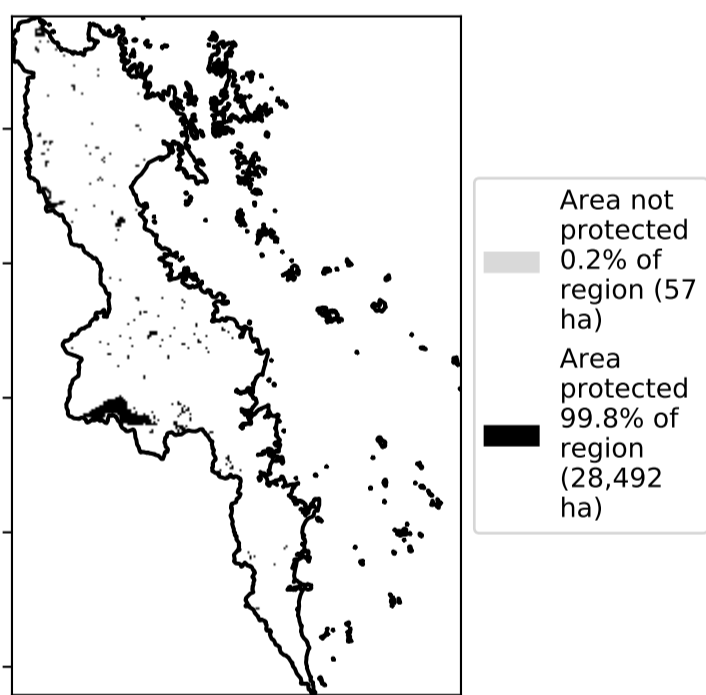 Area not
protected
0.2% of
region (57
ha)
Area
protected
99.8% of
region
(28,492
ha)